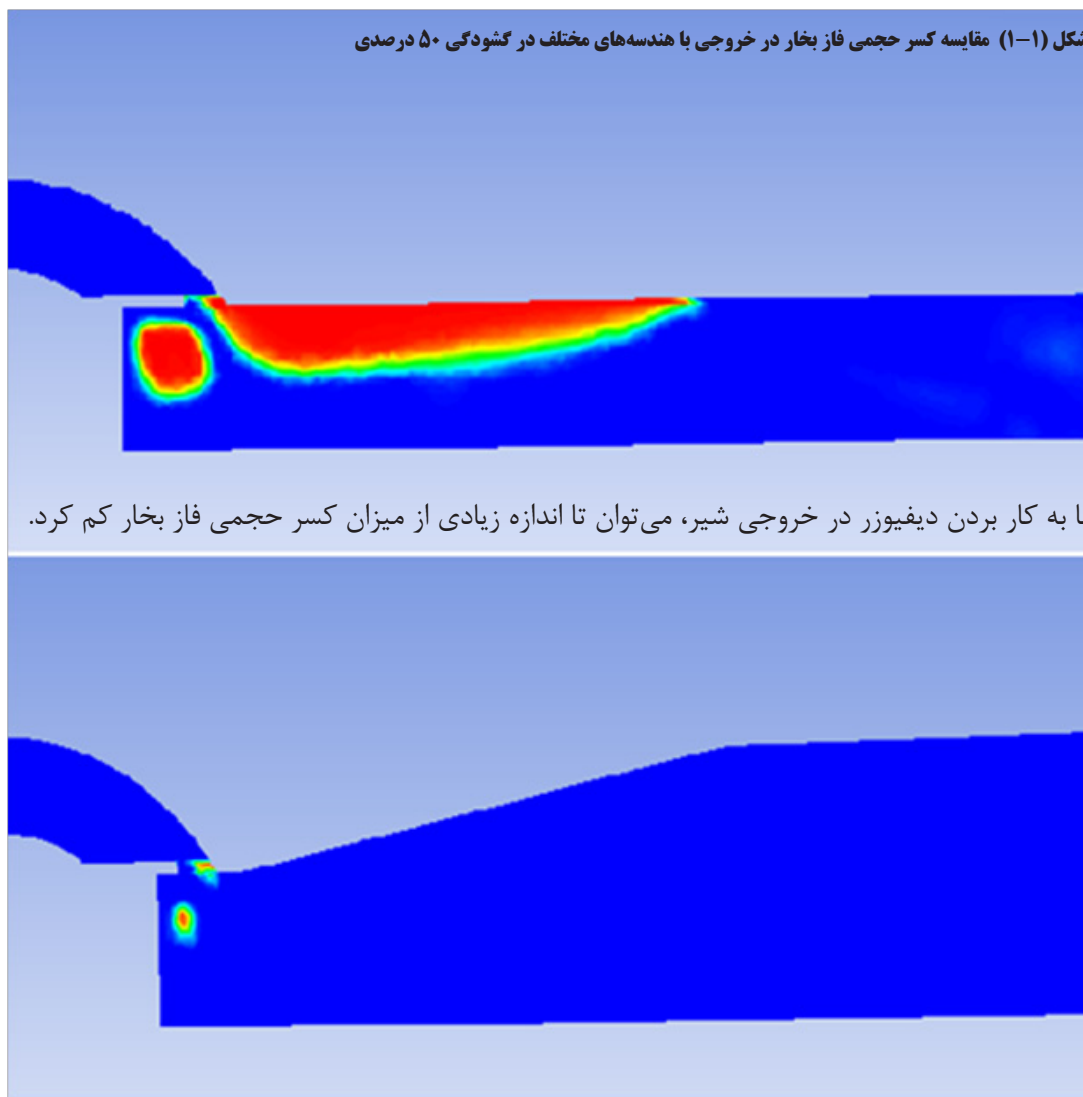 شکل (۱-۱) مقایسه کسر حجمی فاز بخار در خروجی با هندسه‌های مختلف در گشودگی ۵۰ درصدی
با به کار بردن دیفیوزر در خروجی شیر، می‌توان تا اندازه زیادی از میزان کسر حجمی فاز بخار کم کرد.